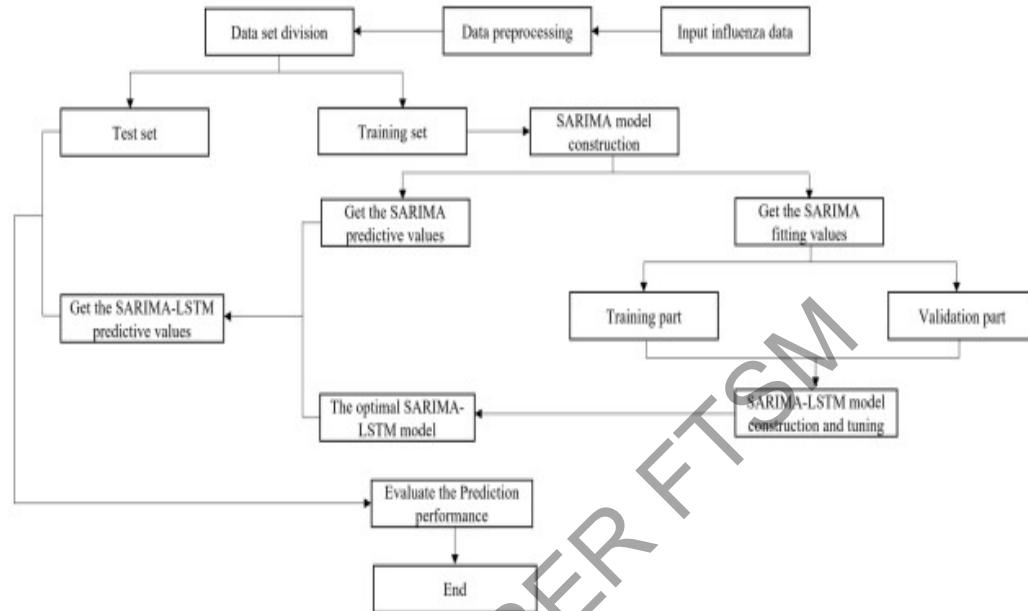 Data set division
Data preprocessing
Input influenza data
Test set
Training set
SARIMA model
construction
Get the SARIMA
predictive values
Get the SARIMA
fitting values
Get the SARIMA-LSTM
predictive values
Training part
Validation part
The optimal SARIMA-
LSTM model
SARIMA-LSTM model
construction and tuning
Evaluate the Prediction
performance
End
FTSM